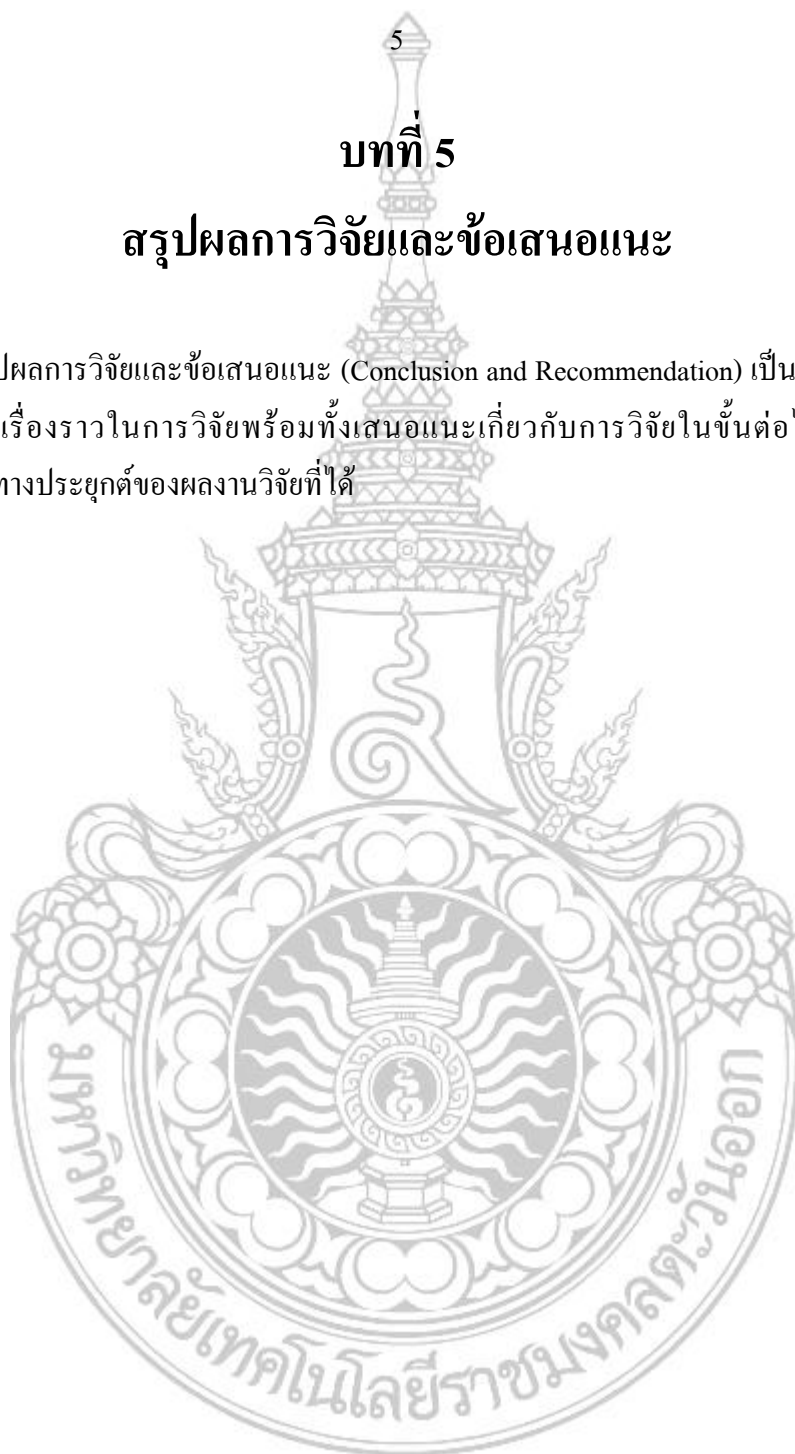 5
บทที่ 5
สรุปผลการวิจัยและข้อเสนอแนะ
ปผลการวิจัยและข้อเสนอแนะ (Conclusion and Recommendation) เป็น
เรื่องราวในการวิจัยพร้อมทั้งเสนอแนะเกี่ยวกับการวิจัยในขั้นต่อไ
ทางประยุกต์ของผลงานวิจัยที่ได้
มหาวิทยาลัยเทคโนโลยีราชมงคลตะวันออก